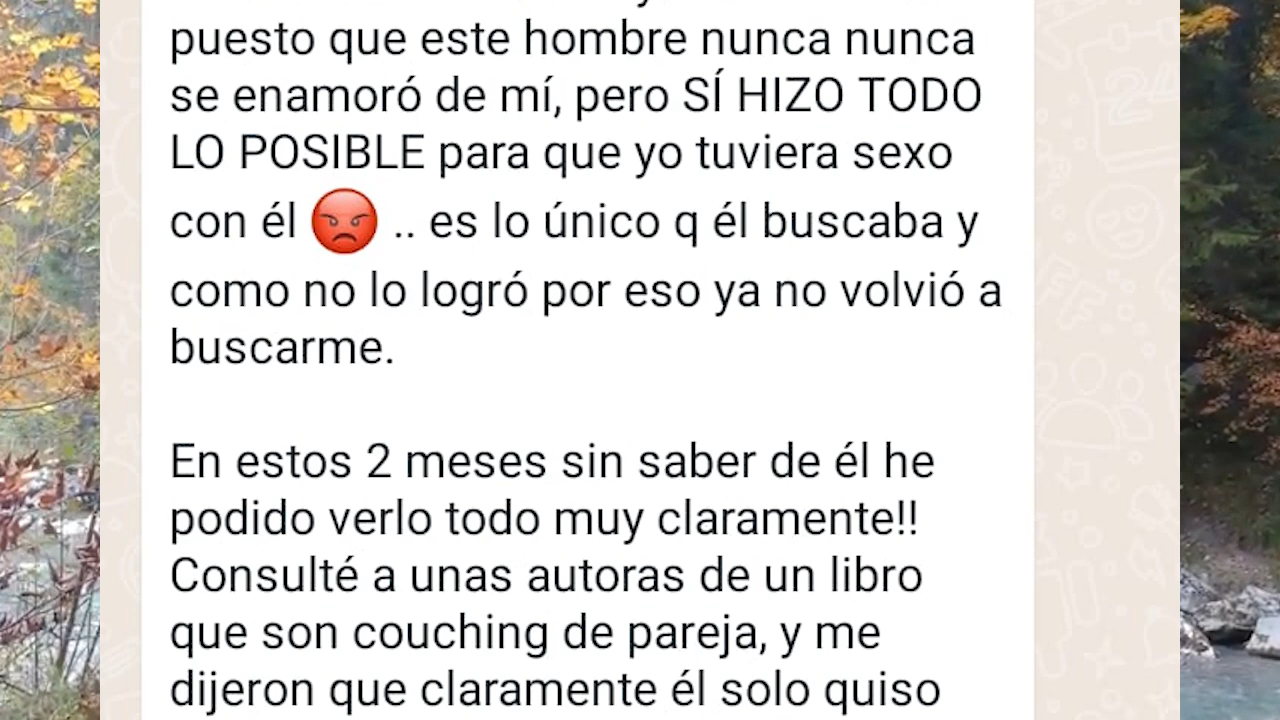 puesto que este hombre nunca nunca
se enamoró de mí, pero SÍ HIZO TODO
LO POSIBLE para que yo tuviera sexo
con él 😡 .. es lo único q él buscaba y
como no lo logró por eso ya no volvió a
buscarme.
En estos 2 meses sin saber de él he
podido verlo todo muy claramente!!
Consulté a unas autoras de un libro
que son couching de pareja, y me
dijeron que claramente él solo quiso